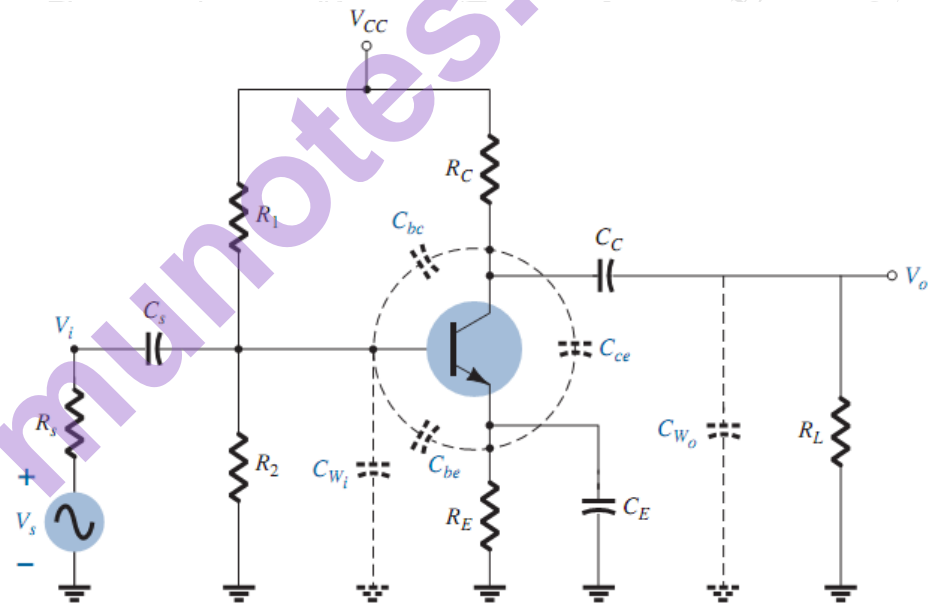 V_CC
R_C
R_1
C_bc
C_C
V_o
C_s
V_i
C_ce
R_s
R_2
C_Wi
C_be
C_Wo
R_L
+
V_s
−
R_E
C_E
munotes.